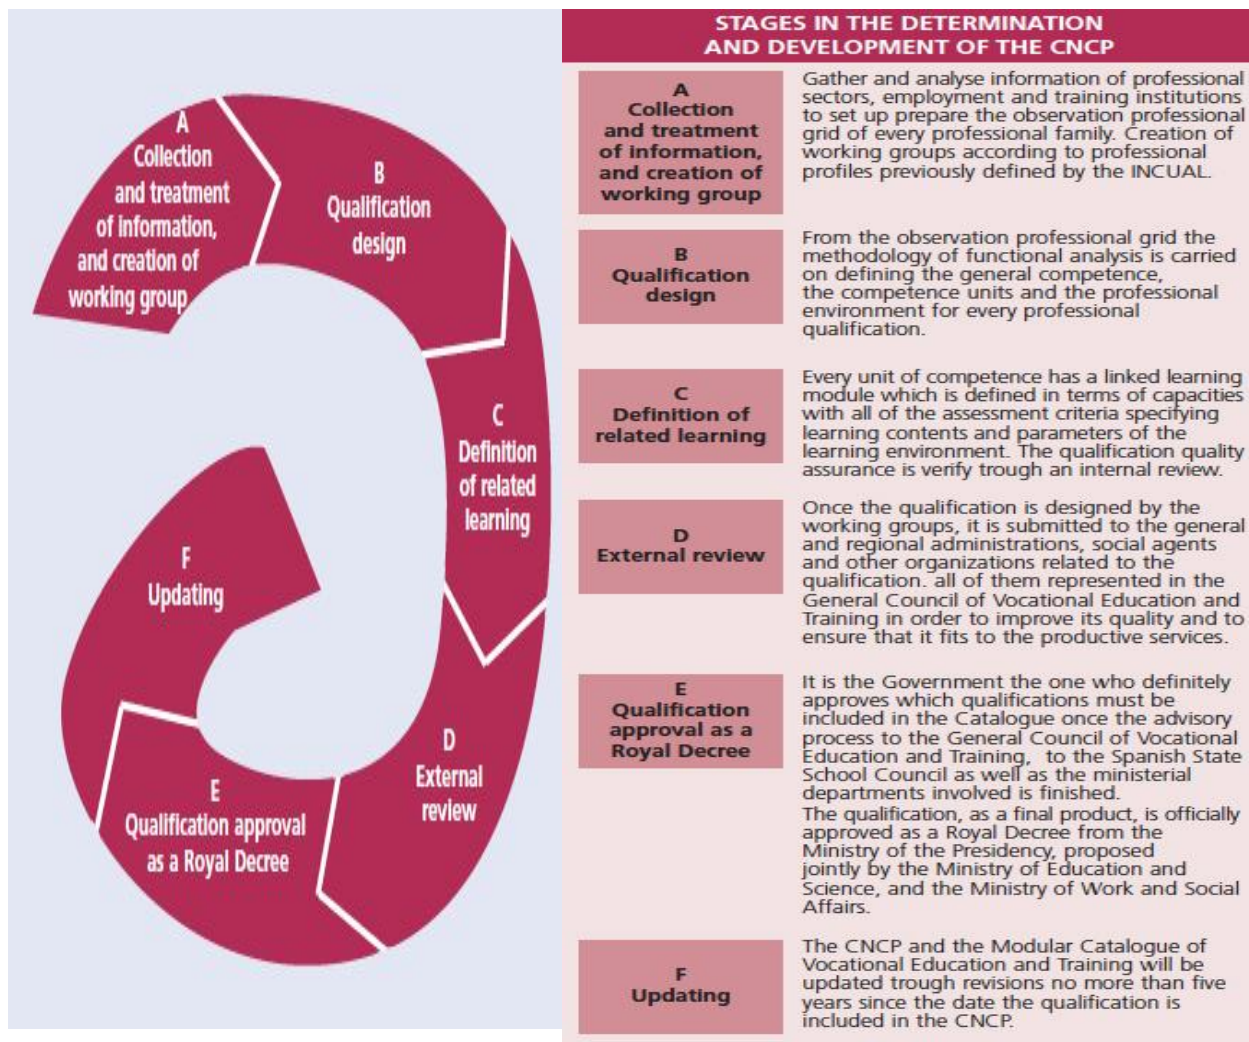 A
Collection
and treatment
of information,
and creation of
working group
B
Qualification
design
C
Definition
of related
learning
D
External
review
E
Qualification approval
as a Royal Decree
F
Updating
STAGES IN THE DETERMINATION
AND DEVELOPMENT OF THE CNCP
A
Collection
and treatment
of information,
and creation of
working group
Gather and analyse information of professional
sectors, employment and training institutions
to set up prepare the observation professional
grid of every professional family. Creation of
working groups according to professional
profiles previously defined by the INCUAL.
B
Qualification
design
From the observation professional grid the
methodology of functional analysis is carried
on defining the general competence,
the competence units and the professional
environment for every professional
qualification.
C
Definition of
related learning
Every unit of competence has a linked learning
module which is defined in terms of capacities
with all of the assessment criteria specifying
learning contents and parameters of the
learning environment. The qualification quality
assurance is verify trough an internal review.
D
External review
Once the qualification is designed by the
working groups, it is submitted to the general
and regional administrations, social agents
and other organizations related to the
qualification. all of them represented in the
General Council of Vocational Education and
Training in order to improve its quality and to
ensure that it fits to the productive services.
E
Qualification
approval as a
Royal Decree
It is the Government the one who definitely
approves which qualifications must be
included in the Catalogue once the advisory
process to the General Council of Vocational
Education and Training, to the Spanish State
School Council as well as the ministerial
departments involved is finished.
The qualification, as a final product, is officially
approved as a Royal Decree from the
Ministry of the Presidency, proposed
jointly by the Ministry of Education and
Science, and the Ministry of Work and Social
Affairs.
F
Updating
The CNCP and the Modular Catalogue of
Vocational Education and Training will be
updated trough revisions no more than five
years since the date the qualification is
included in the CNCP.